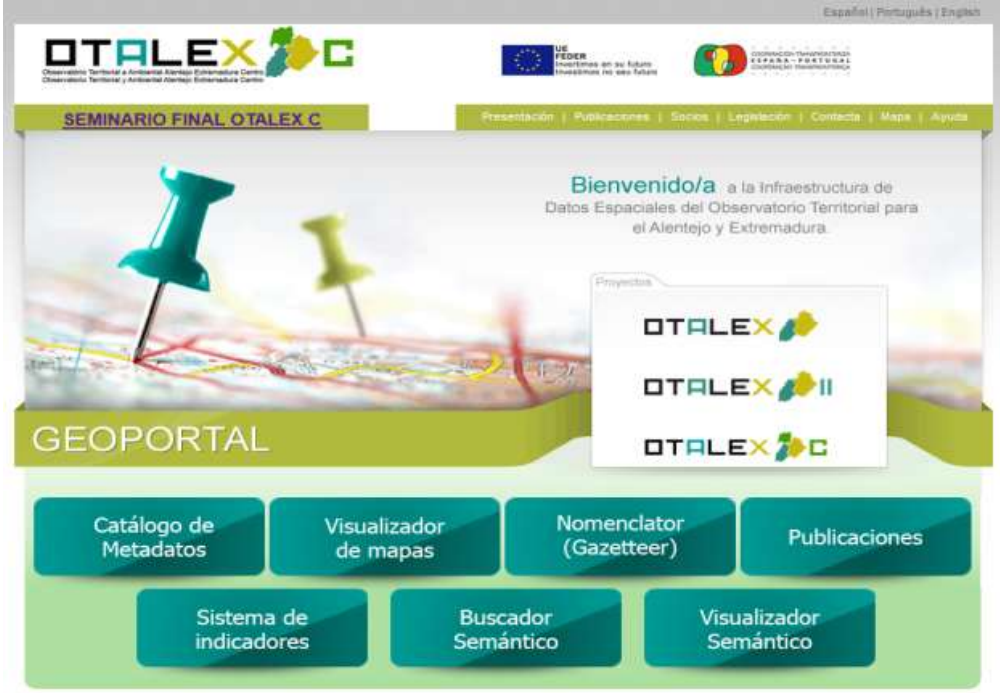 Español | Português | English
OTALEX C
Observatório Territorial e Ambiental Alentejo Extremadura Centro
Observatorio Territorial y Ambiental Alentejo Extremadura Centro
UE
FEDER
Invertimos en su futuro
Investimos no seu futuro
COOPERACIÓN TRANSFRONTERIZA
ESPAÑA - PORTUGAL
COOPERAÇÃO TRANSFRONTEIRIÇA
SEMINARIO FINAL OTALEX C
Presentación | Publicaciones | Socios | Legislación | Contacta | Mapa | Ayuda
Bienvenido/a a la Infraestructura de
Datos Espaciales del Observatorio Territorial para
el Alentejo y Extremadura.
Proyectos
OTALEX
OTALEX II
OTALEX C
GEOPORTAL
Catálogo de
Metadatos
Visualizador
de mapas
Nomenclator
(Gazetteer)
Publicaciones
Sistema de
indicadores
Buscador
Semántico
Visualizador
Semántico